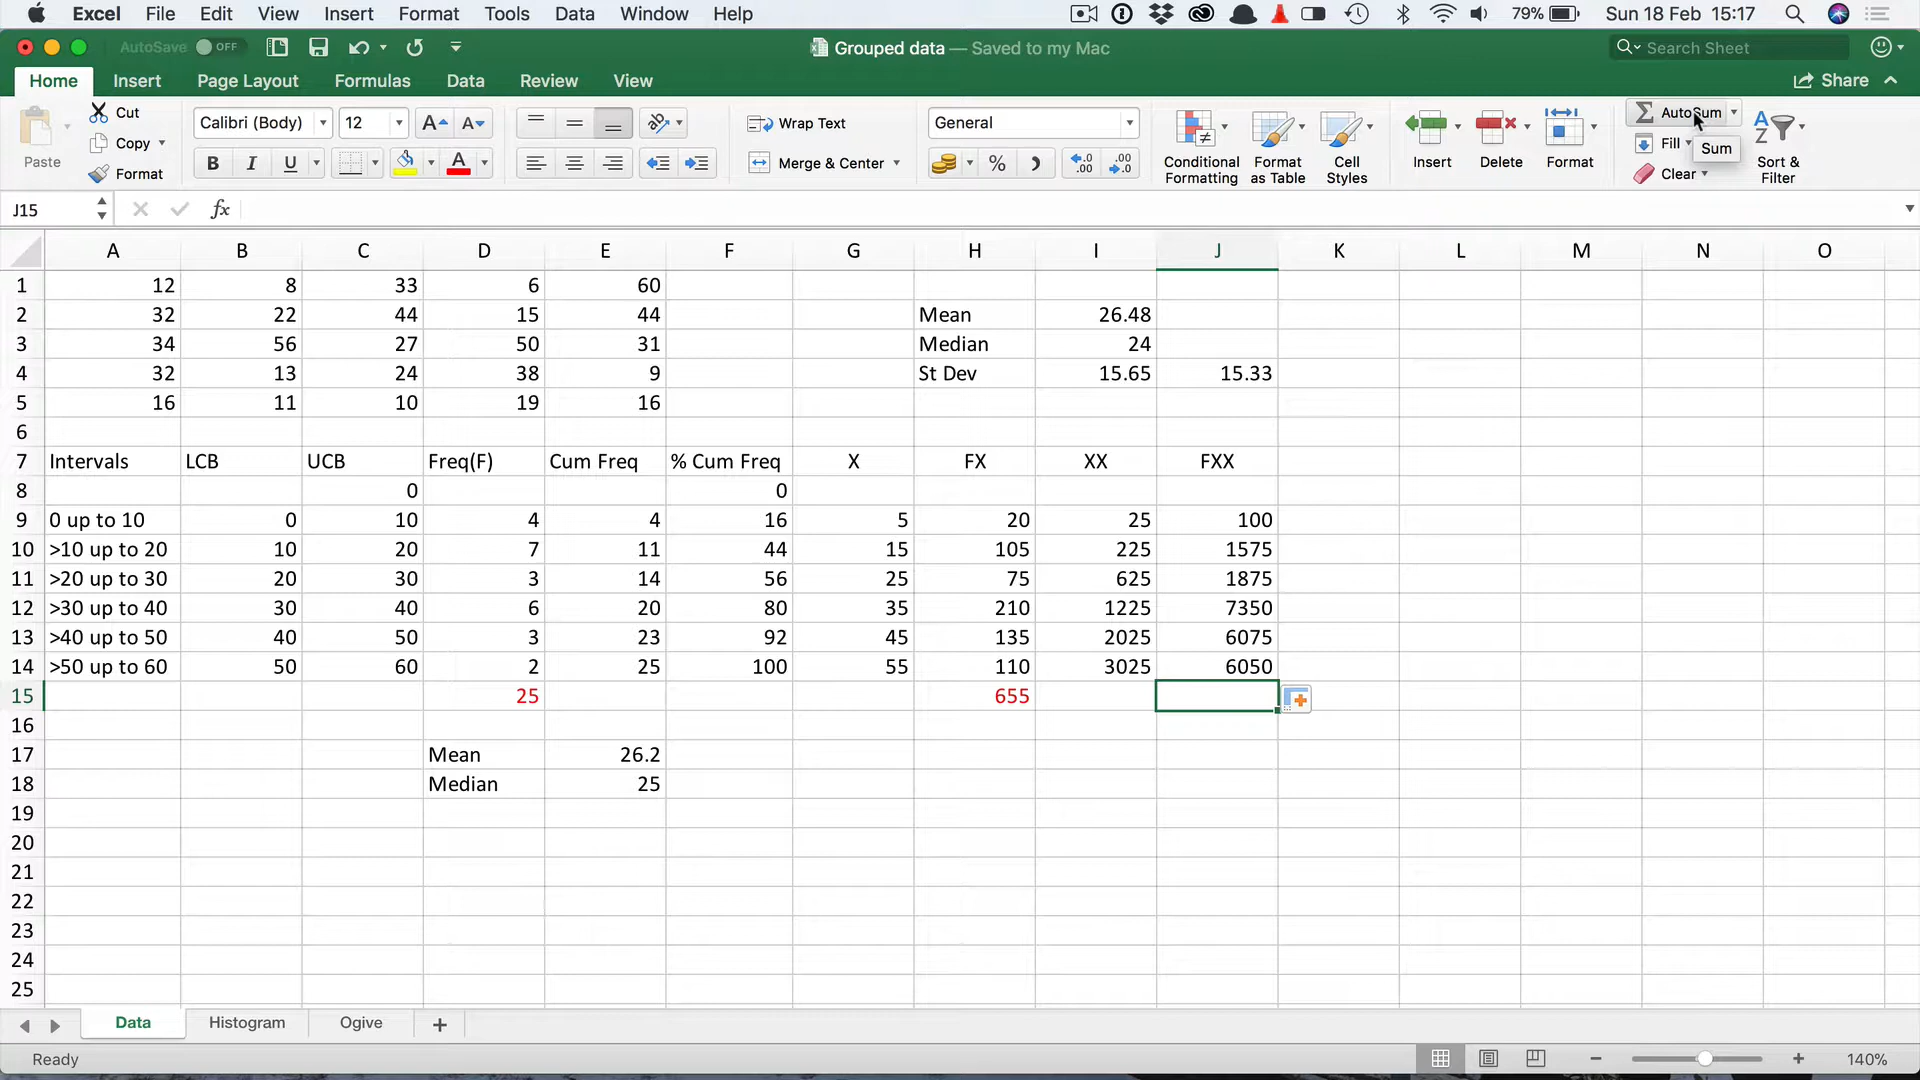 Excel File Edit View Insert Format Tools Data Window Help 79% Sun 18 Feb 15:17
AutoSave OFF Grouped data — Saved to my Mac Search Sheet
Home Insert Page Layout Formulas Data Review View Share
Paste Cut Calibri (Body) 12 A A Wrap Text General Conditional Formatting Format as Table Cell Styles Insert Delete Format AutoSum Sort & Filter
Copy Fill Sum
Format B I U A Merge & Center % Clear
J15 fx
A B C D E F G H I J K L M N O
1 12 8 33 6 60
2 32 22 44 15 44 Mean 26.48
3 34 56 27 50 31 Median 24
4 32 13 24 38 9 St Dev 15.65 15.33
5 16 11 10 19 16
6
7 Intervals LCB UCB Freq(F) Cum Freq % Cum Freq X FX XX FXX
8 0 0
9 0 up to 10 0 10 4 4 16 5 20 25 100
10 >10 up to 20 10 20 7 11 44 15 105 225 1575
11 >20 up to 30 20 30 3 14 56 25 75 625 1875
12 >30 up to 40 30 40 6 20 80 35 210 1225 7350
13 >40 up to 50 40 50 3 23 92 45 135 2025 6075
14 >50 up to 60 50 60 2 25 100 55 110 3025 6050
15 25 655
16
17 Mean 26.2
18 Median 25
19
20
21
22
23
24
25
Data Histogram Ogive
Ready 140%